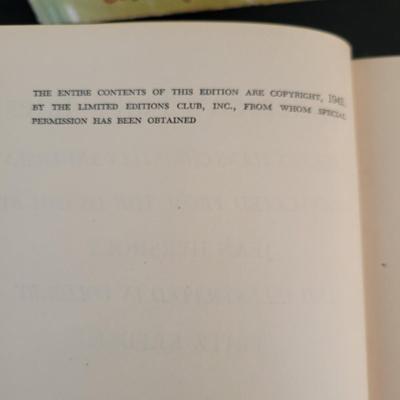 THE ENTIRE CONTENTS OF THIS EDITION ARE COPYRIGHT, 1942,
BY THE LIMITED EDITIONS CLUB, INC., FROM WHOM SPECIAL
PERMISSION HAS BEEN OBTAINED